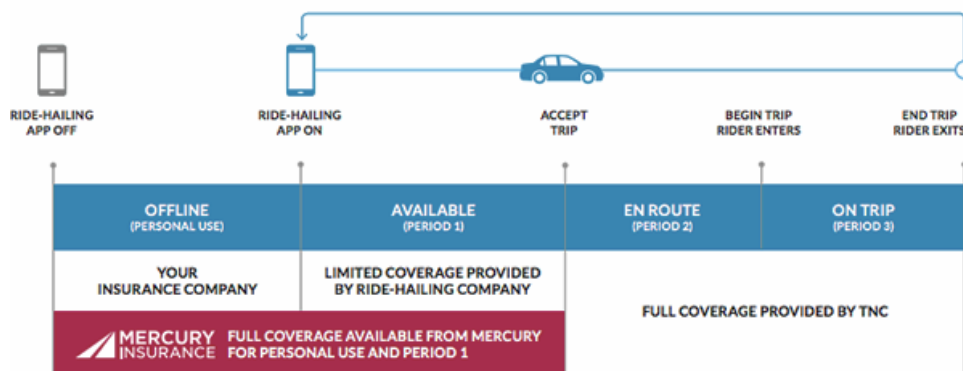 RIDE-HAILING
APP OFF
RIDE-HAILING
APP ON
ACCEPT
TRIP
BEGIN TRIP
RIDER ENTERS
END TRIP
RIDER EXITS
OFFLINE
(PERSONAL USE)
AVAILABLE
(PERIOD 1)
EN ROUTE
(PERIOD 2)
ON TRIP
(PERIOD 3)
YOUR
INSURANCE COMPANY
LIMITED COVERAGE PROVIDED
BY RIDE-HAILING COMPANY
FULL COVERAGE PROVIDED BY TNC
MERCURY
INSURANCE
FULL COVERAGE AVAILABLE FROM MERCURY
FOR PERSONAL USE AND PERIOD 1